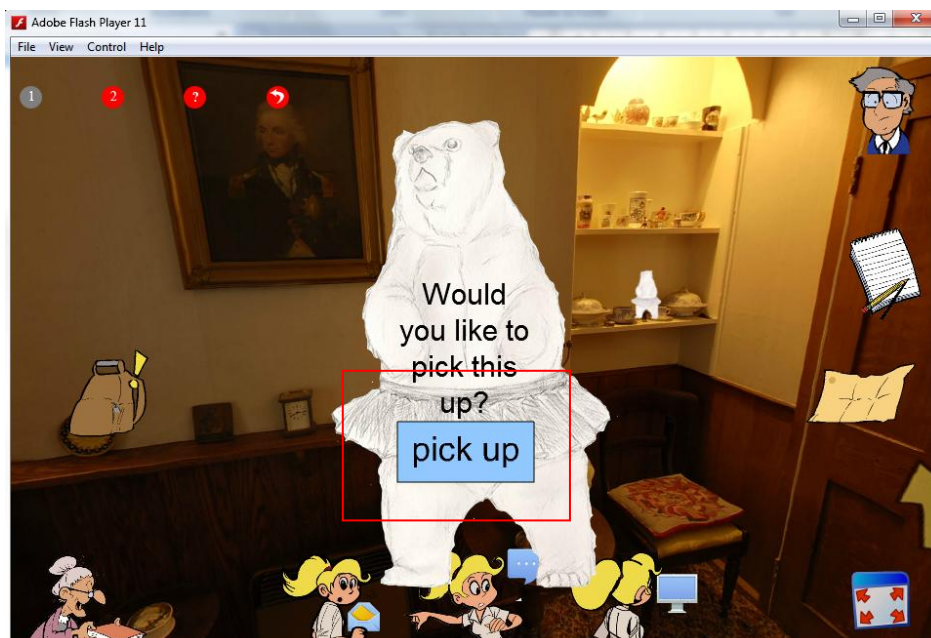 Adobe Flash Player 11
File View Control Help
1 2 ?
Would
you like to
pick this
up?
pick up